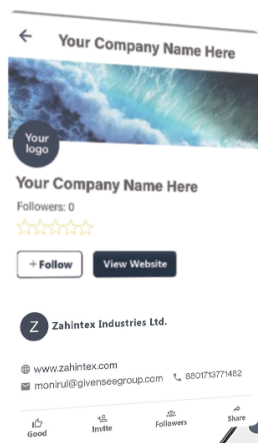 Your Company Name Here
Your
logo
Your Company Name Here
Followers: 0
+Follow
View Website
Z
Zahintex Industries Ltd.
www.zahintex.com
monirul@givenseegroup.com
8801713771482
Good
Invite
Followers
Share